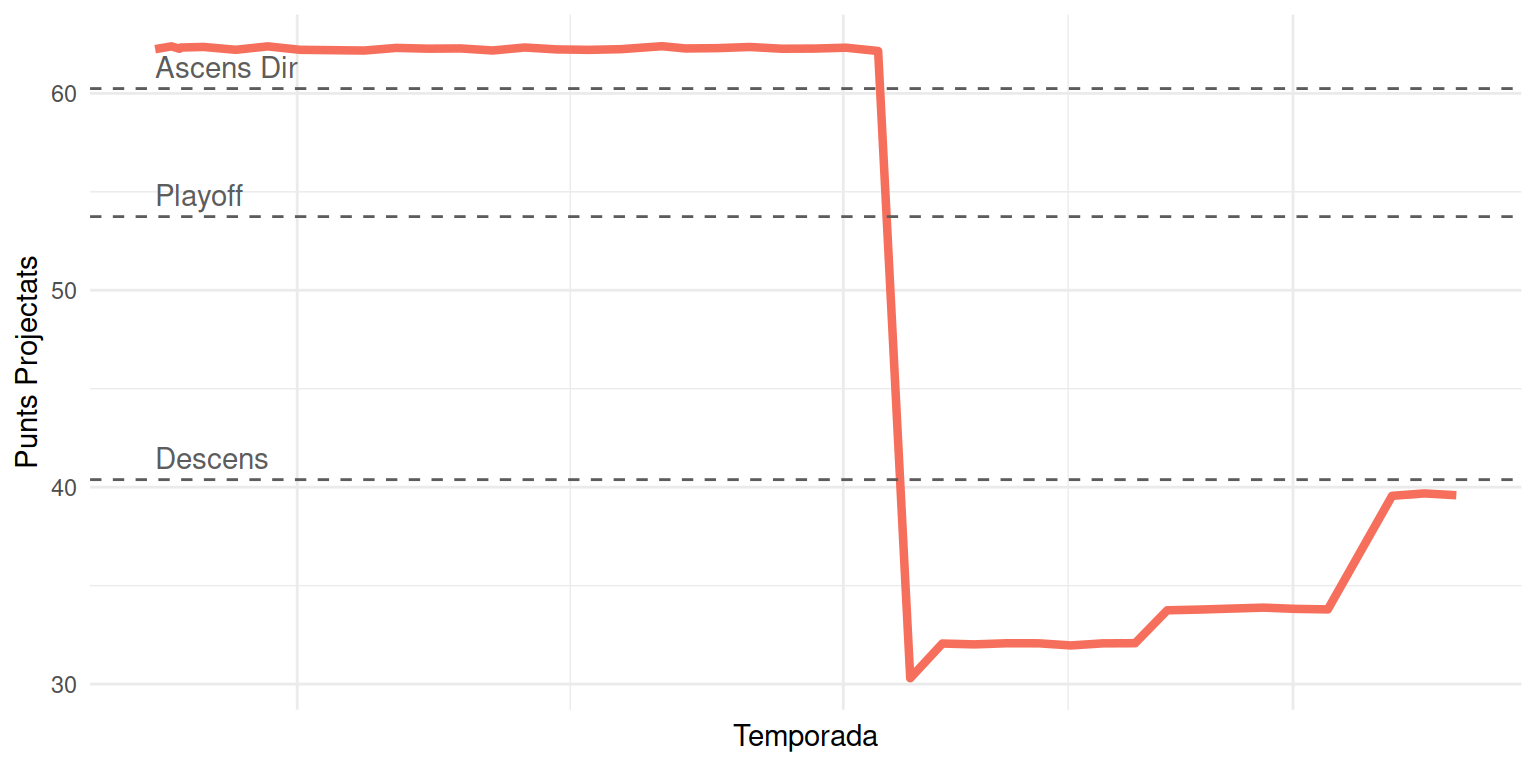 Ascens Dir
60
Playoff
50
Descens
40
30
Punts Projectats
Temporada